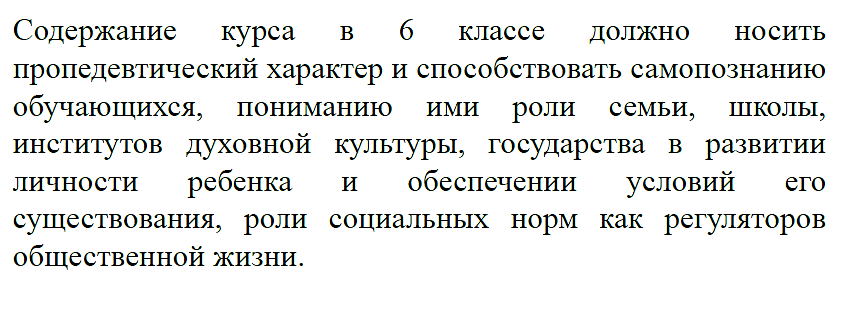 Содержание курса в 6 классе должно носить
пропедевтический характер и способствовать самопознанию
обучающихся, пониманию ими роли семьи, школы,
институтов духовной культуры, государства в развитии
личности ребенка и обеспечении условий его
существования, роли социальных норм как регуляторов
общественной жизни.